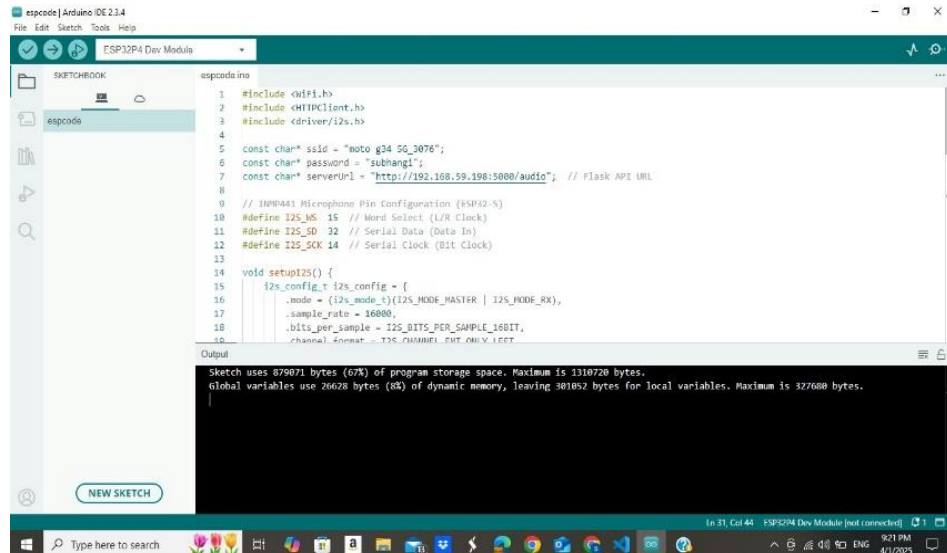 espcode | Arduino IDE 2.3.4
File Edit Sketch Tools Help
ESP32P4 Dev Module
SKETCHBOOK
espcode
espcode.ino
1 #include <WiFi.h>
2 #include <HTTPClient.h>
3 #include <driver/i2s.h>
4
5 const char* ssid = "moto g34 5G_3076";
6 const char* password = "subhangi";
7 const char* serverUrl = "http://192.168.59.198:5000/audio"; // Flask API URL
8
9 // INMP441 Microphone Pin Configuration (ESP32-S)
10 #define I2S_WS 15 // Word Select (L/R Clock)
11 #define I2S_SD 32 // Serial Data (Data In)
12 #define I2S_SCK 14 // Serial Clock (Bit Clock)
13
14 void setupI2S() {
15 i2s_config_t i2s_config = {
16 .mode = (i2s_mode_t)(I2S_MODE_MASTER | I2S_MODE_RX),
17 .sample_rate = 16000,
18 .bits_per_sample = I2S_BITS_PER_SAMPLE_16BIT,
19 .channel_format = I2S_CHANNEL_FMT_ONLY_LEFT
Output
Sketch uses 879071 bytes (67%) of program storage space. Maximum is 1310720 bytes.
Global variables use 26628 bytes (8%) of dynamic memory, leaving 301052 bytes for local variables. Maximum is 327680 bytes.
NEW SKETCH
Ln 31, Col 44 ESP32P4 Dev Module [not connected] 1
Type here to search
ENG
9:21 PM
4/1/2025